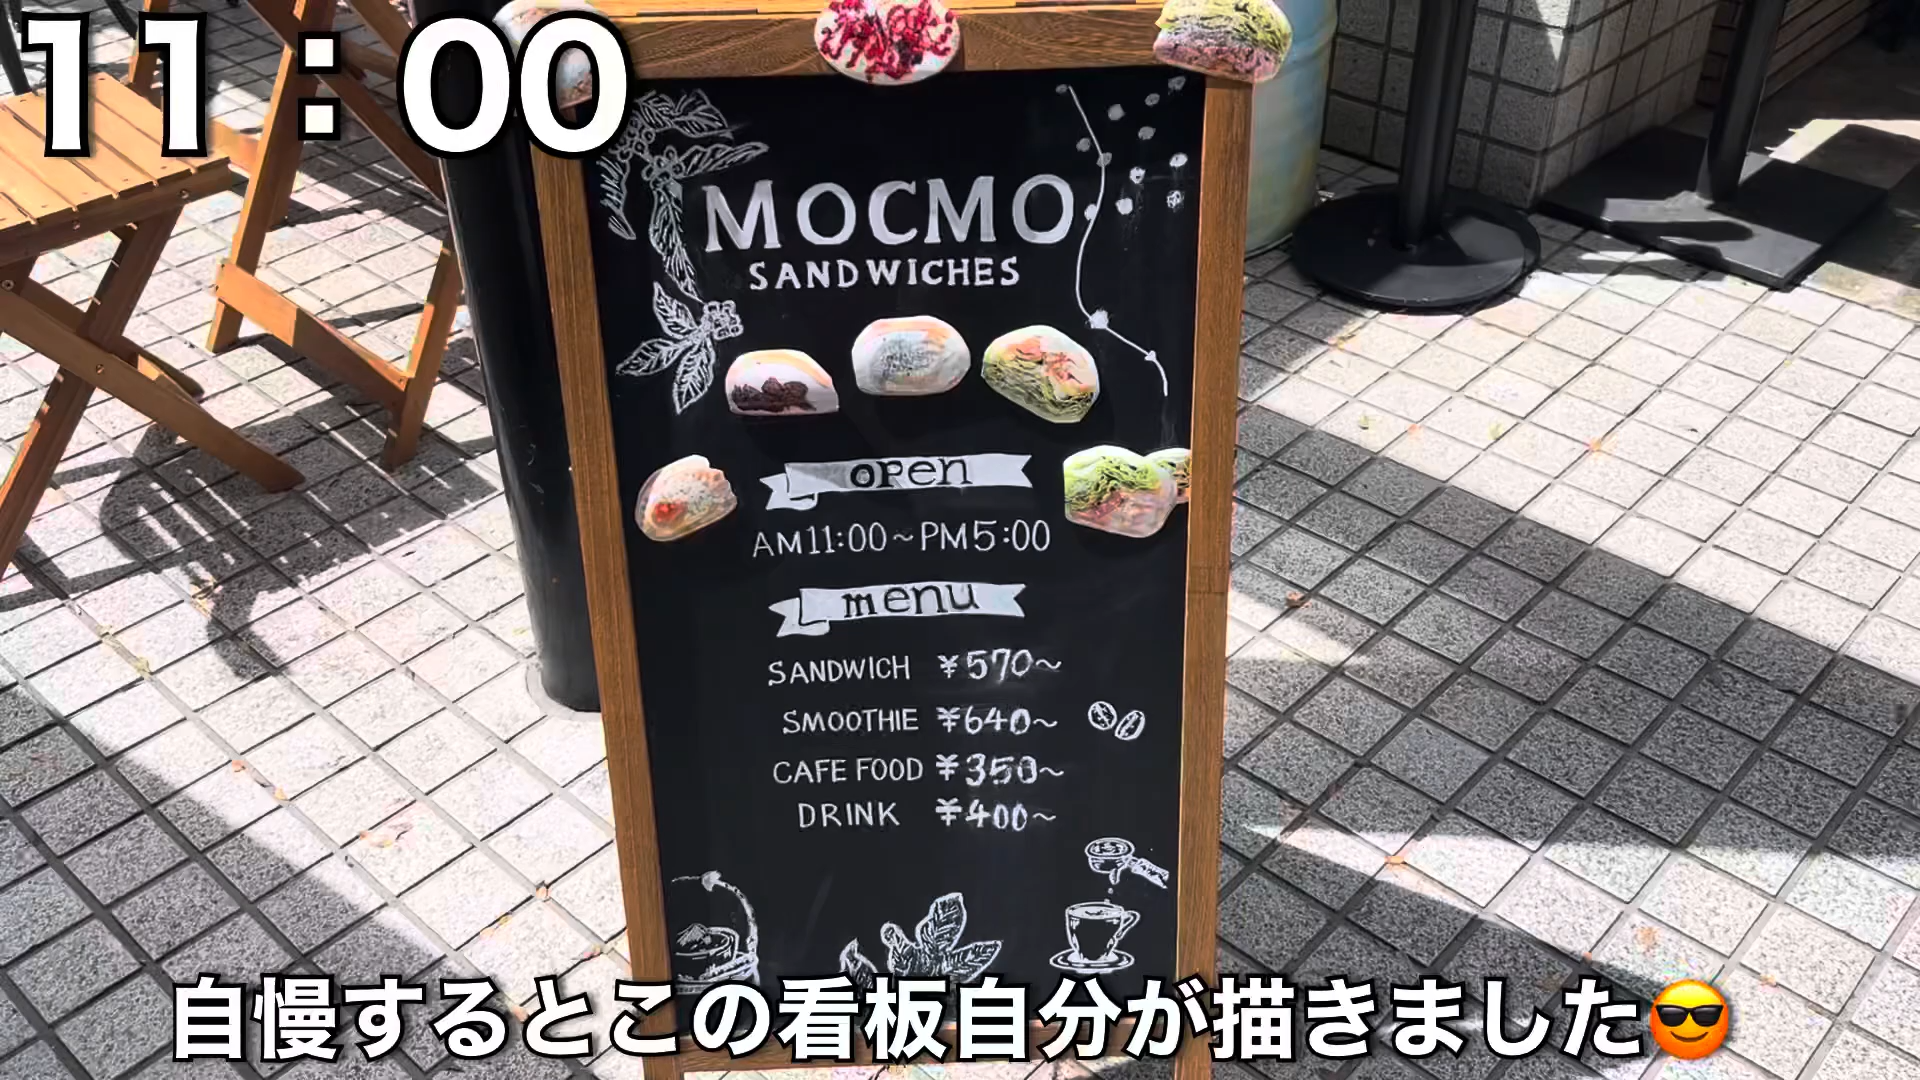 11：00
MOCMO
SANDWICHES
open
AM11:00~PM5:00
menu
SANDWICH ¥570~
SMOOTHIE ¥640~
CAFE FOOD ¥350~
DRINK ¥400~
自慢するとこの看板自分が描きました😎